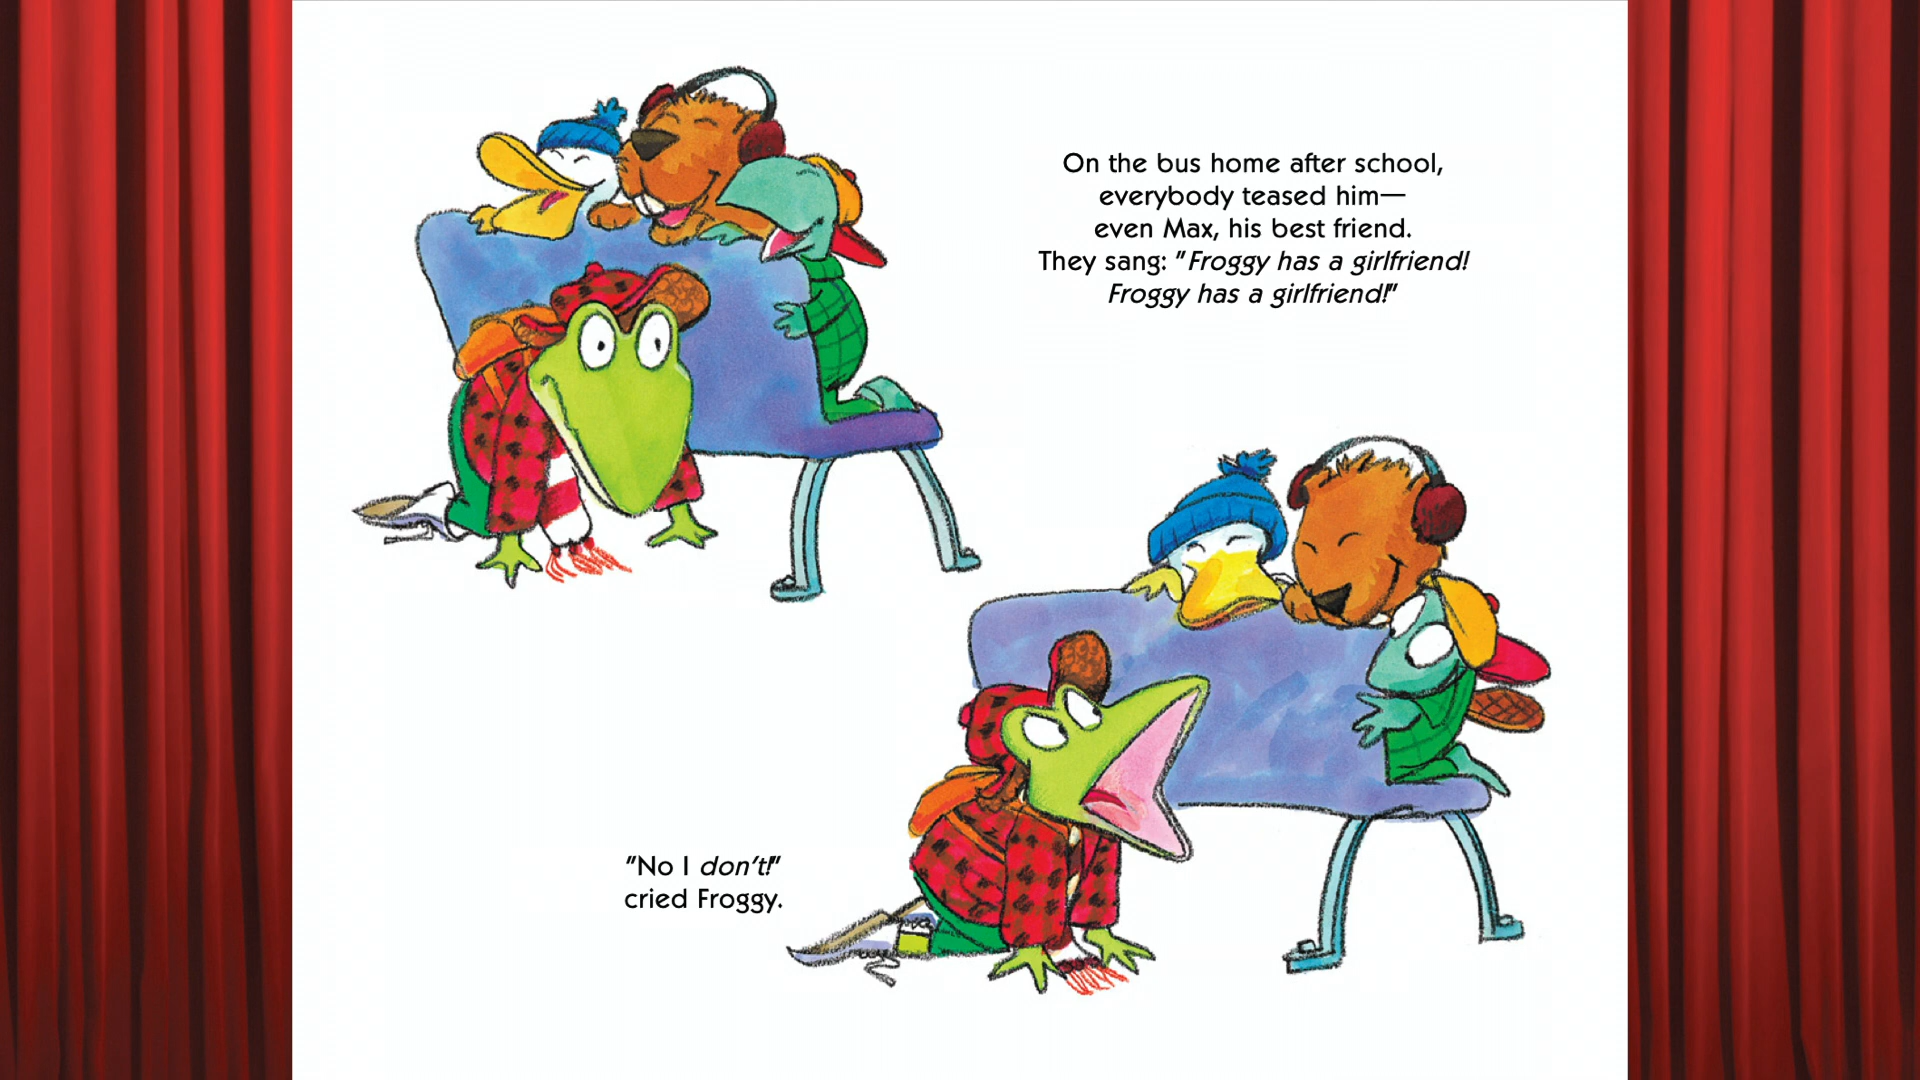 On the bus home after school,
everybody teased him—
even Max, his best friend.
They sang: "Froggy has a girlfriend!
Froggy has a girlfriend!"
"No I don't!"
cried Froggy.